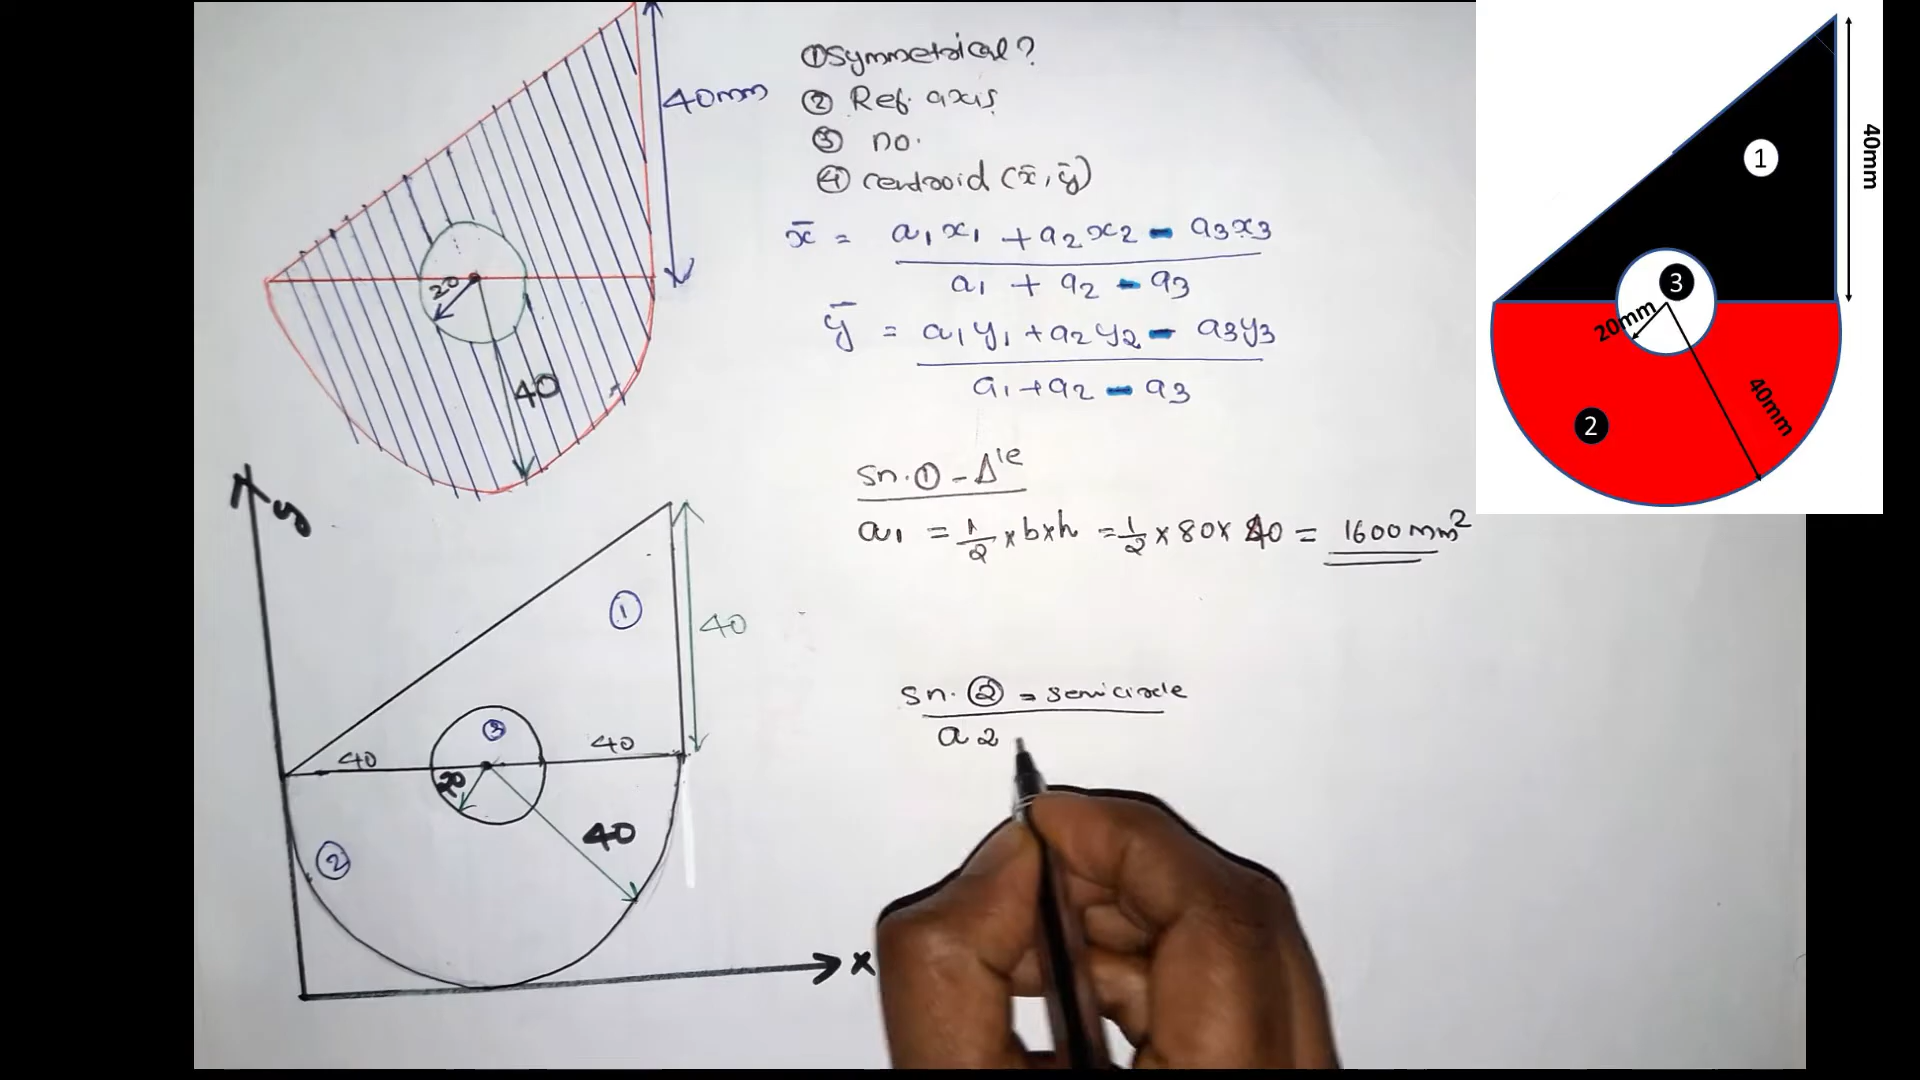 40mm
20
40
①Symmetrical?
② Ref. axis
③ no.
④ centroid (x̄, ȳ)
x̄ = a1x1 + a2x2 - a3x3
a1 + a2 - a3
ȳ = a1y1 + a2y2 - a3y3
a1 + a2 - a3
Sn. ① - Δle
a1 = 1/2 × b×h = 1/2 × 80 × 40 = 1600mm²
Sn. ② = semicircle
a2
y
①
40
③
40
40
20
40
②
x
1
40mm
3
20mm
40mm
2